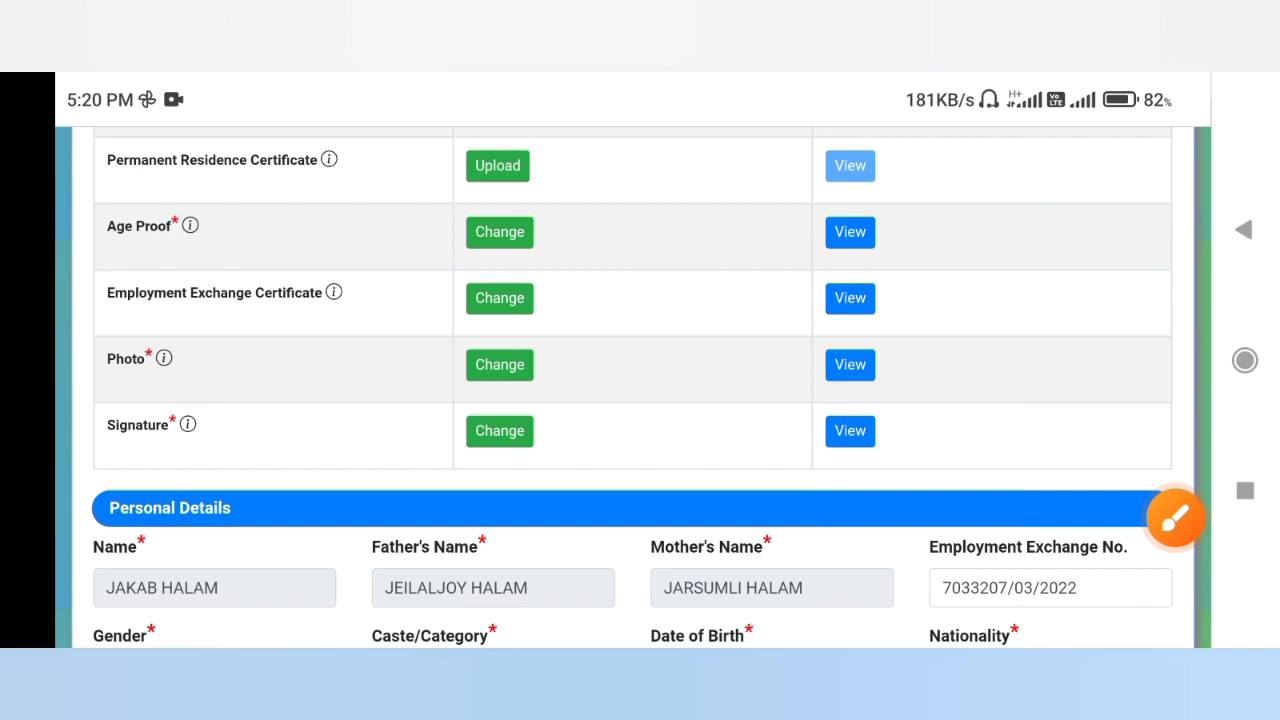 5:20 PM 181KB/s H+ Vo LTE 82%
Permanent Residence Certificate Upload View
Age Proof* Change View
Employment Exchange Certificate Change View
Photo* Change View
Signature* Change View
Personal Details
Name* Father's Name* Mother's Name* Employment Exchange No.
JAKAB HALAM JEILALJOY HALAM JARSUMLI HALAM 7033207/03/2022
Gender* Caste/Category* Date of Birth* Nationality*